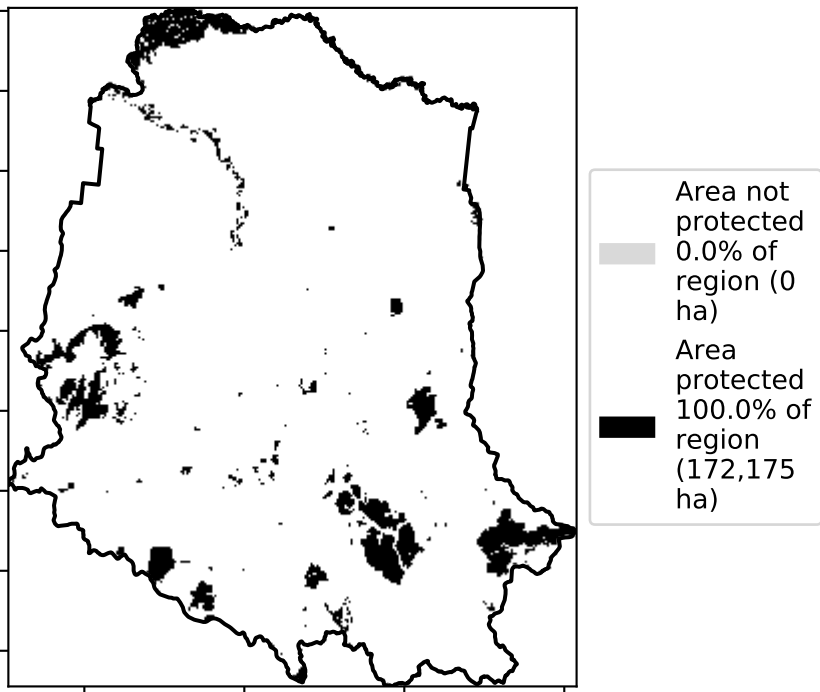 Area not
protected
0.0% of
region (0
ha)
Area
protected
100.0% of
region
(172,175
ha)